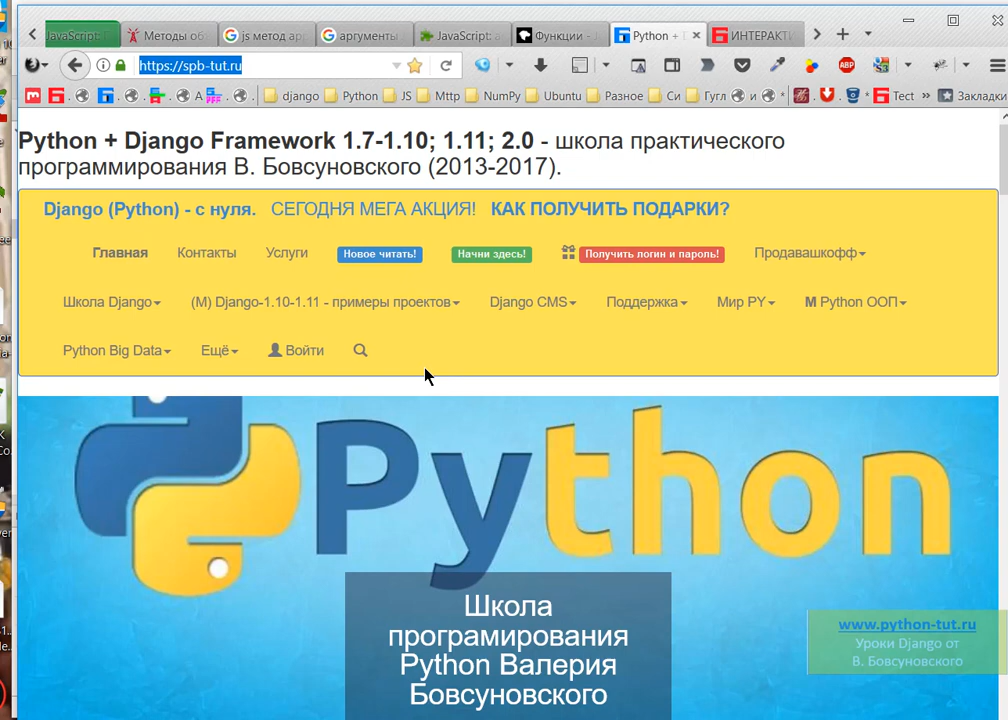 JavaScript:
Методы об
js метод app
аргументы
JavaScript: a
Функции - J
Python + D
ИНТЕРАКТИ
https://spb-tut.ru
ABP
django
Python
JS
Mttp
NumPy
Ubuntu
Разное
Си
Гугл
и
Тест
Закладки
Python + Django Framework 1.7-1.10; 1.11; 2.0 - школа практического
программирования В. Бовсуновского (2013-2017).
Django (Python) - с нуля. СЕГОДНЯ МЕГА АКЦИЯ! КАК ПОЛУЧИТЬ ПОДАРКИ?
Главная Контакты Услуги Новое читать! Начни здесь! Получить логин и пароль! Продавашкофф
Школа Django (М) Django-1.10-1.11 - примеры проектов Django CMS Поддержка Мир PY М Python ООП
Python Big Data Ещё Войти
Python
Школа
програмирования
Python Валерия
Бовсуновского
www.python-tut.ru
Уроки Django от
В. Бовсуновского